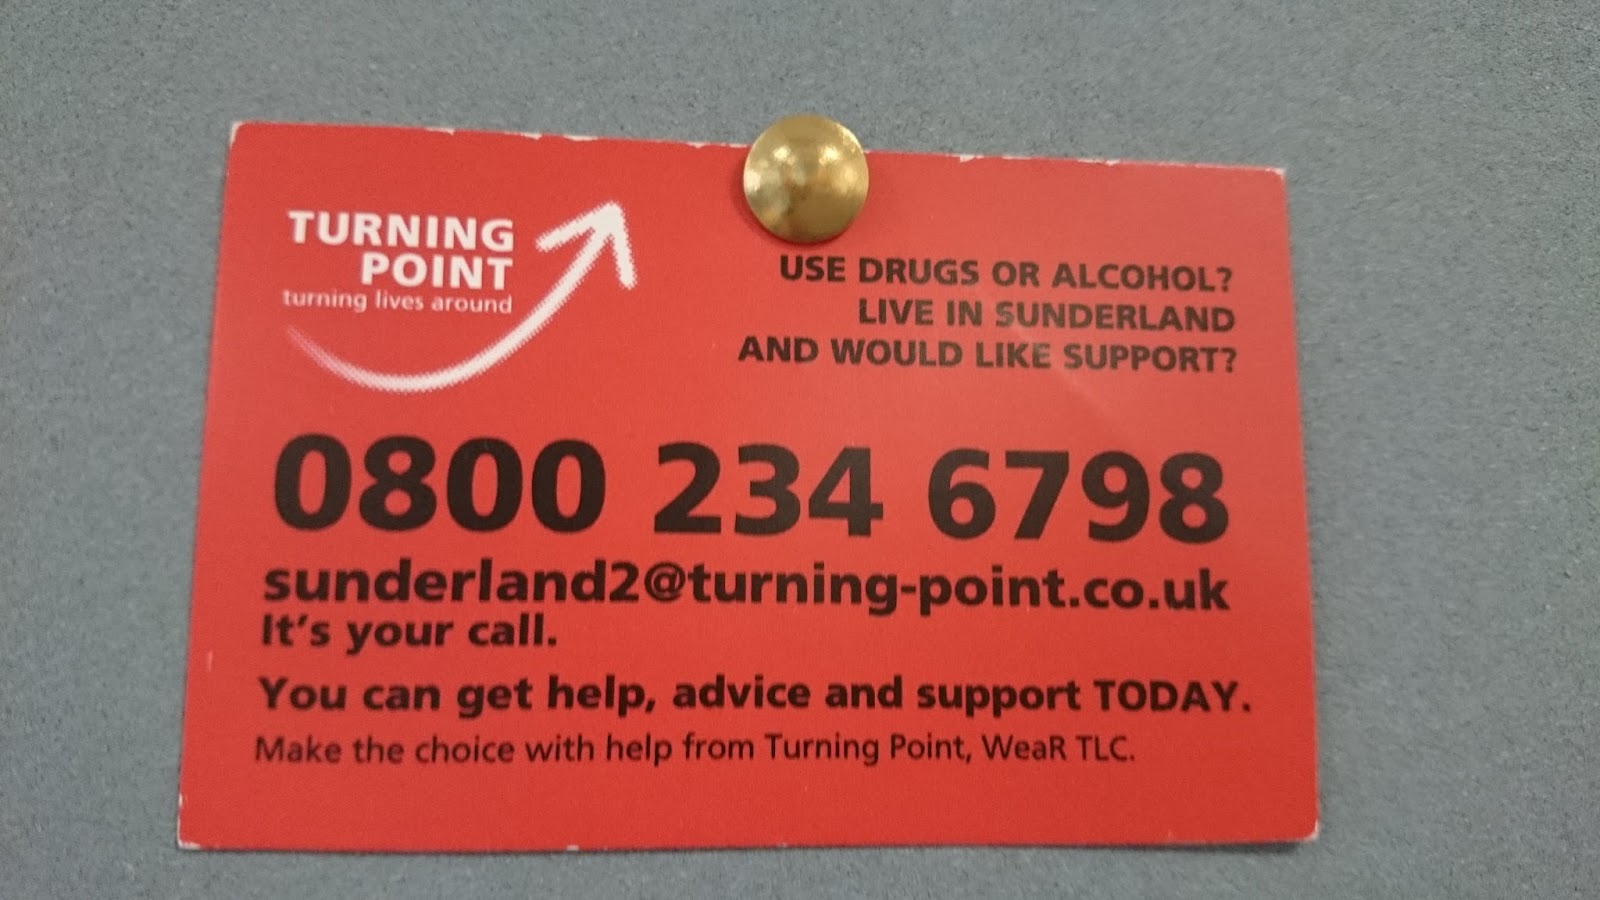 TURNING
POINT
turning lives around
USE DRUGS OR ALCOHOL?
LIVE IN SUNDERLAND
AND WOULD LIKE SUPPORT?
0800 234 6798
sunderland2@turning-point.co.uk
It's your call.
You can get help, advice and support TODAY.
Make the choice with help from Turning Point, WeaR TLC.